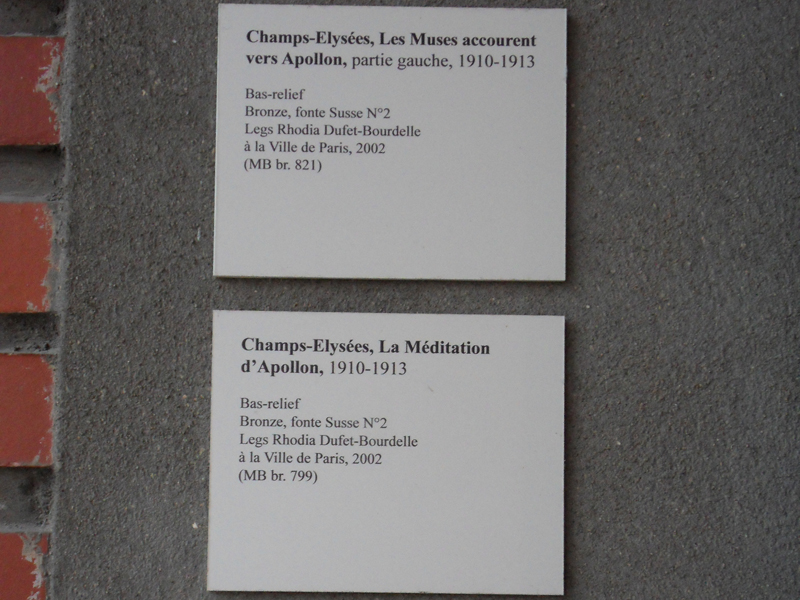 Champs-Elysées, Les Muses accourent
vers Apollon, partie gauche, 1910-1913
Bas-relief
Bronze, fonte Susse N°2
Legs Rhodia Dufet-Bourdelle
à la Ville de Paris, 2002
(MB br. 821)
Champs-Elysées, La Méditation
d'Apollon, 1910-1913
Bas-relief
Bronze, fonte Susse N°2
Legs Rhodia Dufet-Bourdelle
à la Ville de Paris, 2002
(MB br. 799)